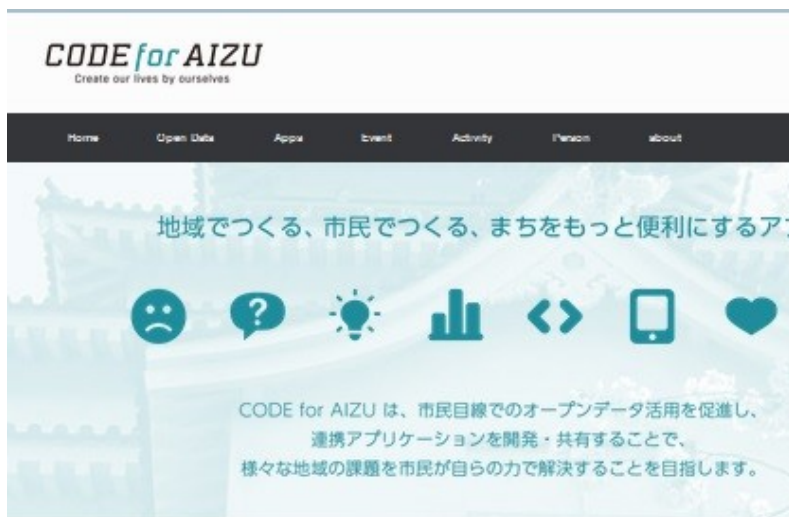 CODE for AIZU
Create our lives by ourselves
Home Open Data Apps Event Activity Person about
地域でつくる、市民でつくる、まちをもっと便利にするア
?
CODE for AIZU は、市民目線でのオープンデータ活用を促進し、
連携アプリケーションを開発・共有することで、
様々な地域の課題を市民が自らの力で解決することを目指します。